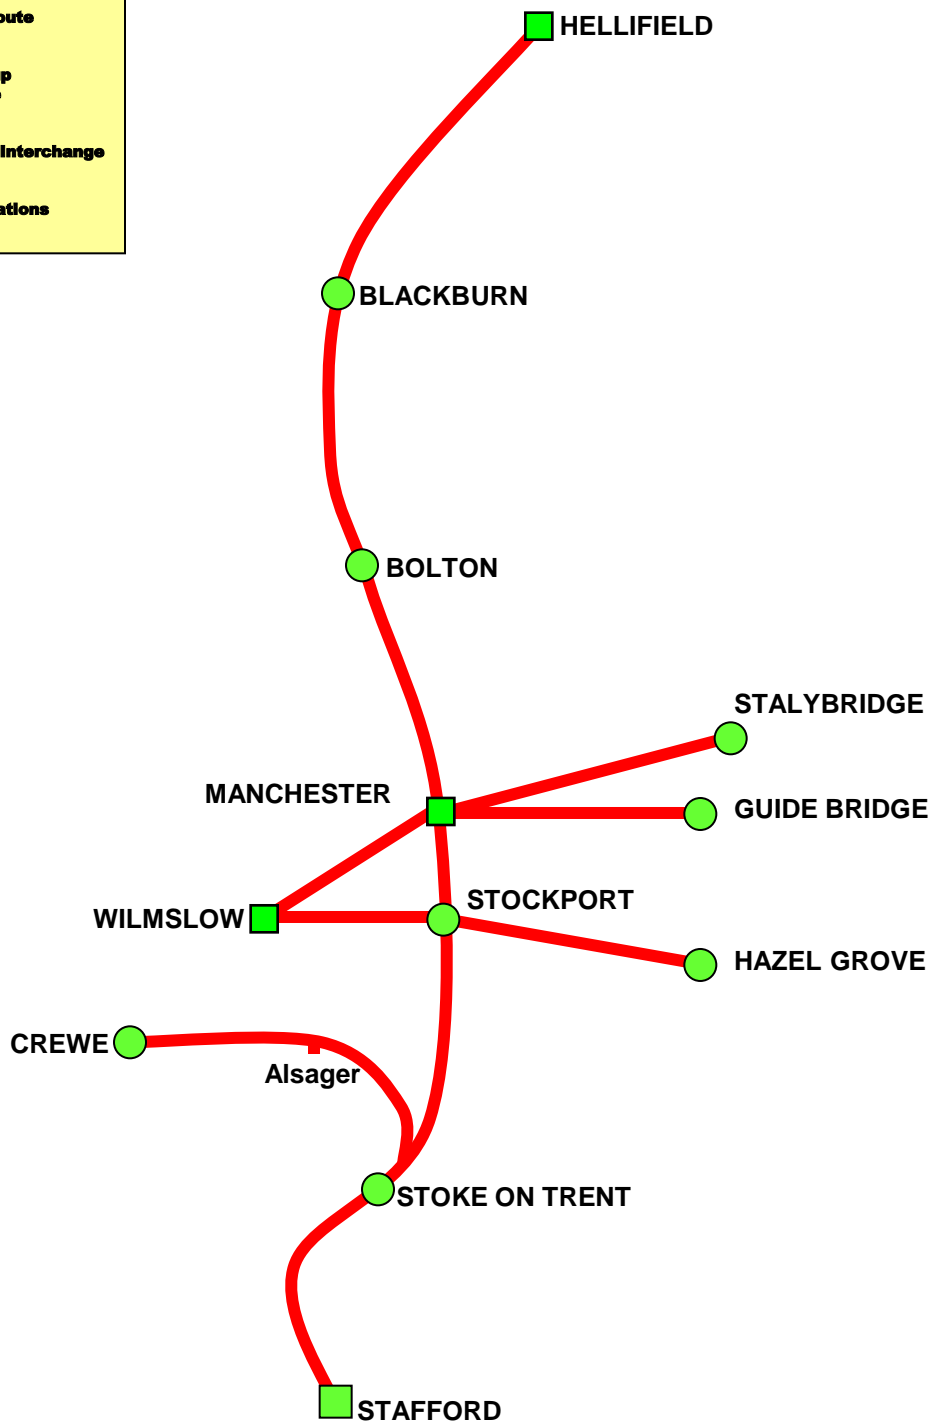 HELLIFIELD
Interchange
BLACKBURN
BOLTON
STALYBRIDGE
MANCHESTER
GUIDE BRIDGE
STOCKPORT
WILMSLOW
HAZEL GROVE
CREWE
Alsager
STOKE ON TRENT
STAFFORD